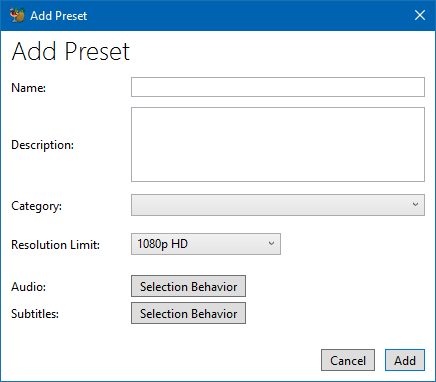 Add Preset
Add Preset
Name:
Description:
Category:
Resolution Limit: 1080p HD
Audio: Selection Behavior
Subtitles: Selection Behavior
Cancel Add